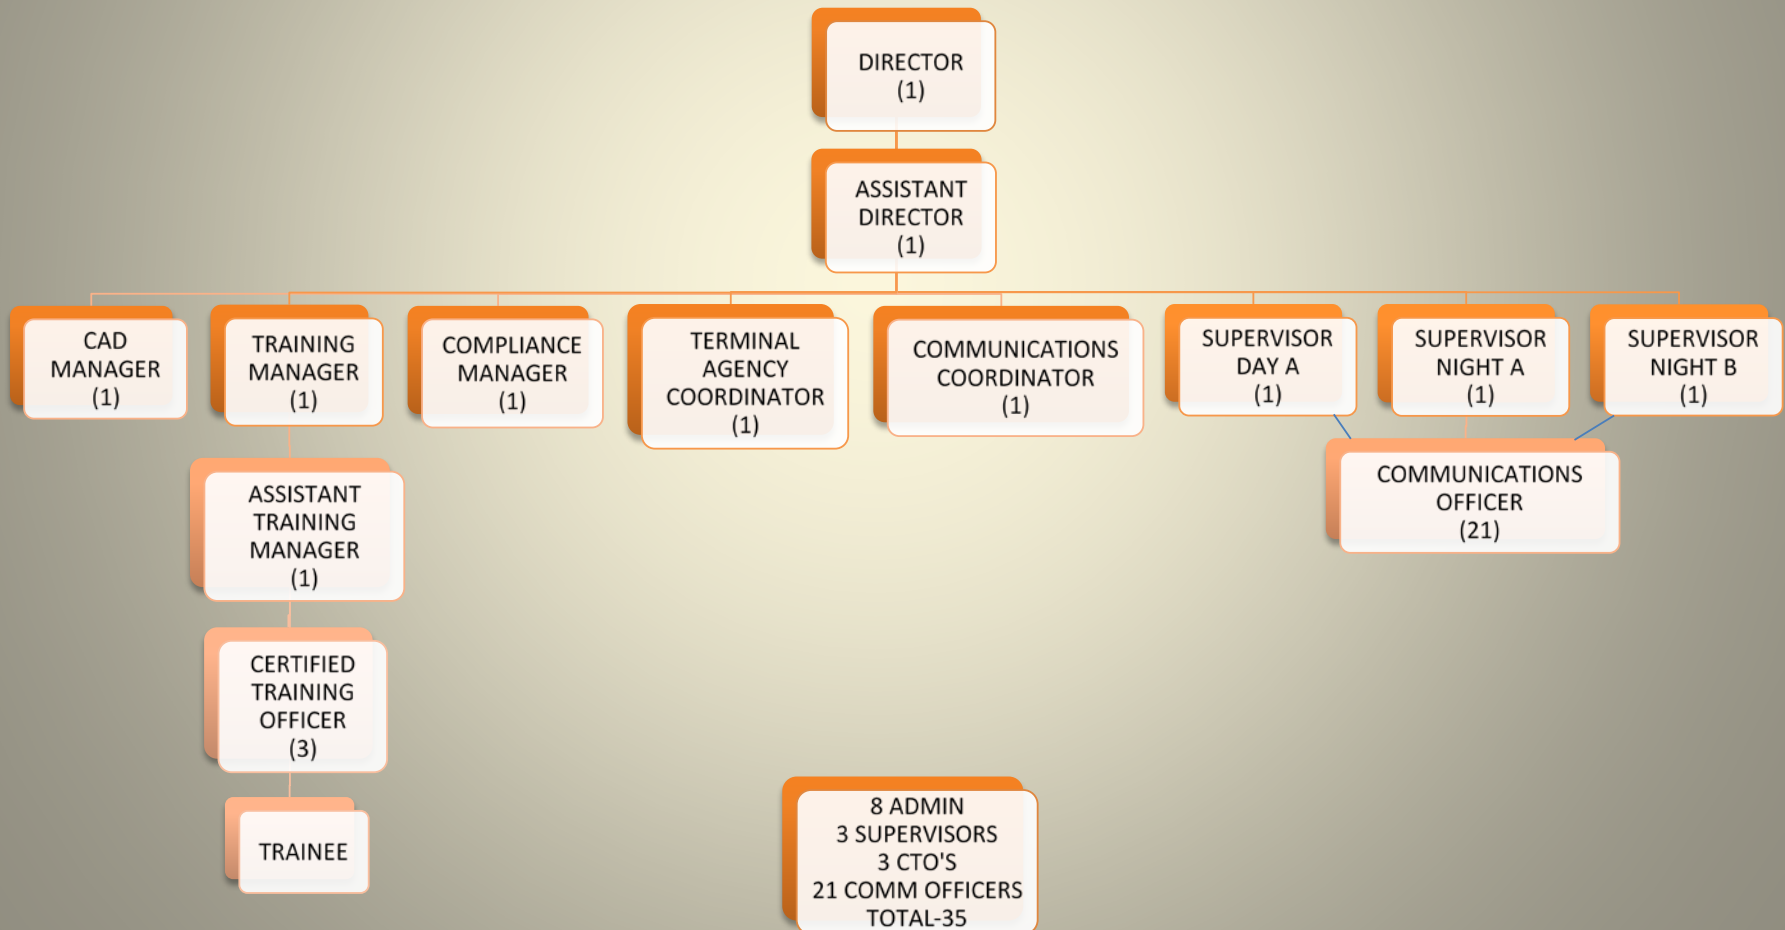 DIRECTOR
(1)
ASSISTANT
DIRECTOR
(1)
CAD
MANAGER
(1)
TRAINING
MANAGER
(1)
COMPLIANCE
MANAGER
(1)
TERMINAL
AGENCY
COORDINATOR
(1)
COMMUNICATIONS
COORDINATOR
(1)
SUPERVISOR
DAY A
(1)
SUPERVISOR
NIGHT A
(1)
SUPERVISOR
NIGHT B
(1)
ASSISTANT
TRAINING
MANAGER
(1)
COMMUNICATIONS
OFFICER
(21)
CERTIFIED
TRAINING
OFFICER
(3)
TRAINEE
8 ADMIN
3 SUPERVISORS
3 CTO'S
21 COMM OFFICERS
TOTAL-35